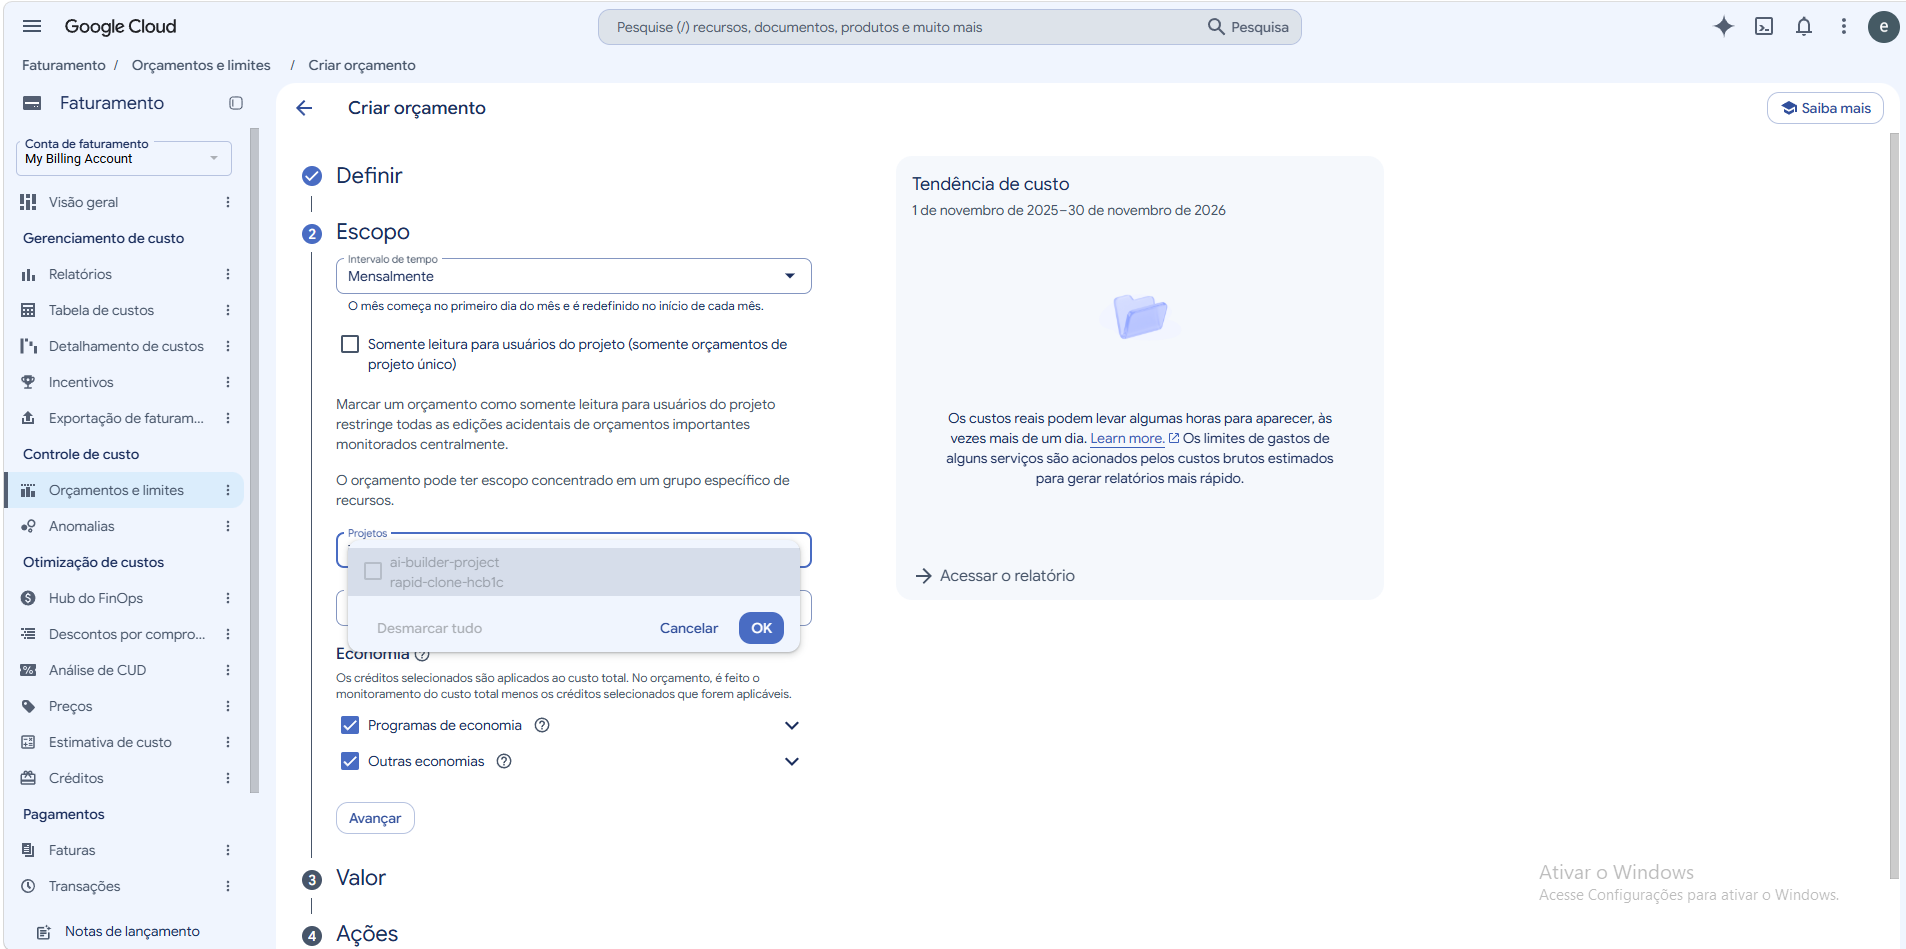 Google Cloud
Pesquise (/) recursos, documentos, produtos e muito mais
Pesquisa
e
Faturamento / Orçamentos e limites / Criar orçamento
Faturamento
Conta de faturamento
My Billing Account
Visão geral
Gerenciamento de custo
Relatórios
Tabela de custos
Detalhamento de custos
Incentivos
Exportação de faturam...
Controle de custo
Orçamentos e limites
Anomalias
Otimização de custos
Hub do FinOps
Descontos por compro...
Análise de CUD
Preços
Estimativa de custo
Créditos
Pagamentos
Faturas
Transações
Notas de lançamento
Criar orçamento
Saiba mais
Definir
2 Escopo
Intervalo de tempo
Mensalmente
O mês começa no primeiro dia do mês e é redefinido no início de cada mês.
Somente leitura para usuários do projeto (somente orçamentos de
projeto único)
Marcar um orçamento como somente leitura para usuários do projeto
restringe todas as edições acidentais de orçamentos importantes
monitorados centralmente.
O orçamento pode ter escopo concentrado em um grupo específico de
recursos.
Projetos
ai-builder-project
rapid-clone-hcb1c
Desmarcar tudo
Cancelar
OK
Economia
Os créditos selecionados são aplicados ao custo total. No orçamento, é feito o
monitoramento do custo total menos os créditos selecionados que forem aplicáveis.
Programas de economia
Outras economias
Avançar
3 Valor
4 Ações
Tendência de custo
1 de novembro de 2025–30 de novembro de 2026
Os custos reais podem levar algumas horas para aparecer, às
vezes mais de um dia. Learn more. Os limites de gastos de
alguns serviços são acionados pelos custos brutos estimados
para gerar relatórios mais rápido.
Acessar o relatório
Ativar o Windows
Acesse Configurações para ativar o Windows.